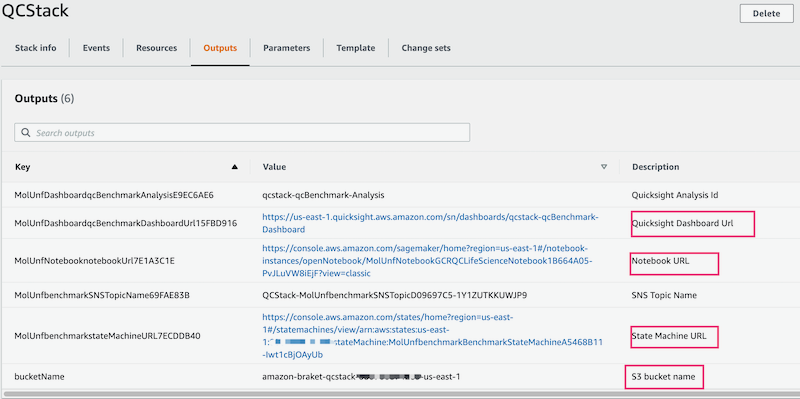 QCStack
Delete
Stack info Events Resources Outputs Parameters Template Change sets
Outputs (6)
Search outputs
Key Value Description
MolUnfDashboardqcBenchmarkAnalysisE9EC6AE6 qcstack-qcBenchmark-Analysis Quicksight Analysis Id
MolUnfDashboardqcBenchmarkDashboardUrl15FBD916 https://us-east-1.quicksight.aws.amazon.com/sn/dashboards/qcstack-qcBenchmark-
Dashboard
Quicksight Dashboard Url
MolUnfNotebooknotebookUrl7E1A3C1E https://console.aws.amazon.com/sagemaker/home?region=us-east-1#/notebook-
instances/openNotebook/MolUnfNotebookGCRQCLifeScienceNotebook1B664A05-
PvJLuVW8iEjF?view=classic
Notebook URL
MolUnfbenchmarkSNSTopicName69FAE83B QCStack-MolUnfbenchmarkSNSTopicD09697C5-1Y1ZUTKKUWJP9 SNS Topic Name
MolUnfbenchmarkstateMachineURL7ECDDB40 https://console.aws.amazon.com/states/home?region=us-east-
1#/statemachines/view/arn:aws:states:us-east-
1: stateMachine:MolUnfbenchmarkBenchmarkStateMachineA5468B11
-Iwt1cBjOAyUb
State Machine URL
bucketName amazon-braket-qcstack us-east-1 S3 bucket name